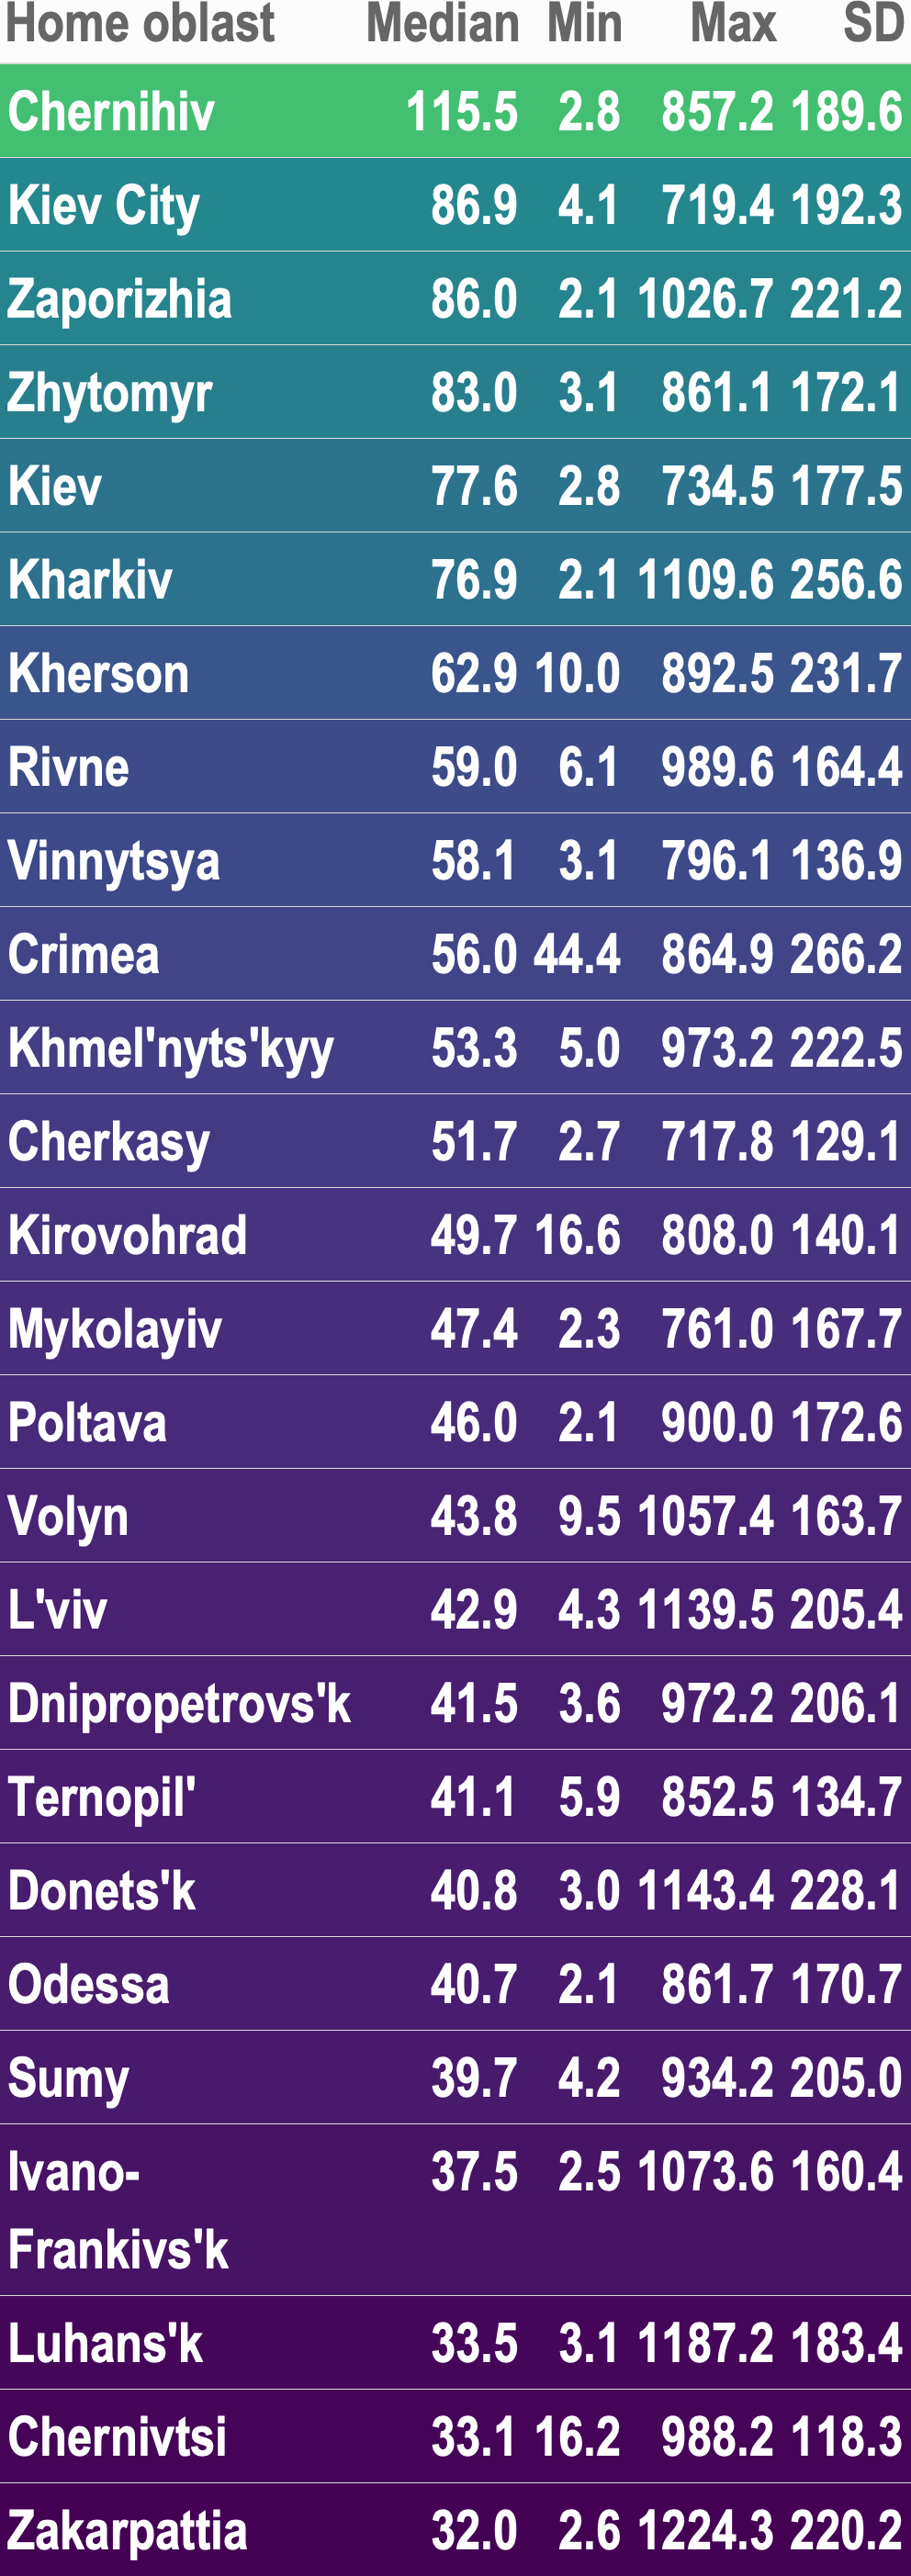 Home oblast Median Min Max SD
Chernihiv 115.5 2.8 857.2 189.6
Kiev City 86.9 4.1 719.4 192.3
Zaporizhia 86.0 2.1 1026.7 221.2
Zhytomyr 83.0 3.1 861.1 172.1
Kiev 77.6 2.8 734.5 177.5
Kharkiv 76.9 2.1 1109.6 256.6
Kherson 62.9 10.0 892.5 231.7
Rivne 59.0 6.1 989.6 164.4
Vinnytsya 58.1 3.1 796.1 136.9
Crimea 56.0 44.4 864.9 266.2
Khmel'nyts'kyy 53.3 5.0 973.2 222.5
Cherkasy 51.7 2.7 717.8 129.1
Kirovohrad 49.7 16.6 808.0 140.1
Mykolayiv 47.4 2.3 761.0 167.7
Poltava 46.0 2.1 900.0 172.6
Volyn 43.8 9.5 1057.4 163.7
L'viv 42.9 4.3 1139.5 205.4
Dnipropetrovs'k 41.5 3.6 972.2 206.1
Ternopil' 41.1 5.9 852.5 134.7
Donets'k 40.8 3.0 1143.4 228.1
Odessa 40.7 2.1 861.7 170.7
Sumy 39.7 4.2 934.2 205.0
Ivano- 37.5 2.5 1073.6 160.4
Frankivs'k
Luhans'k 33.5 3.1 1187.2 183.4
Chernivtsi 33.1 16.2 988.2 118.3
Zakarpattia 32.0 2.6 1224.3 220.2